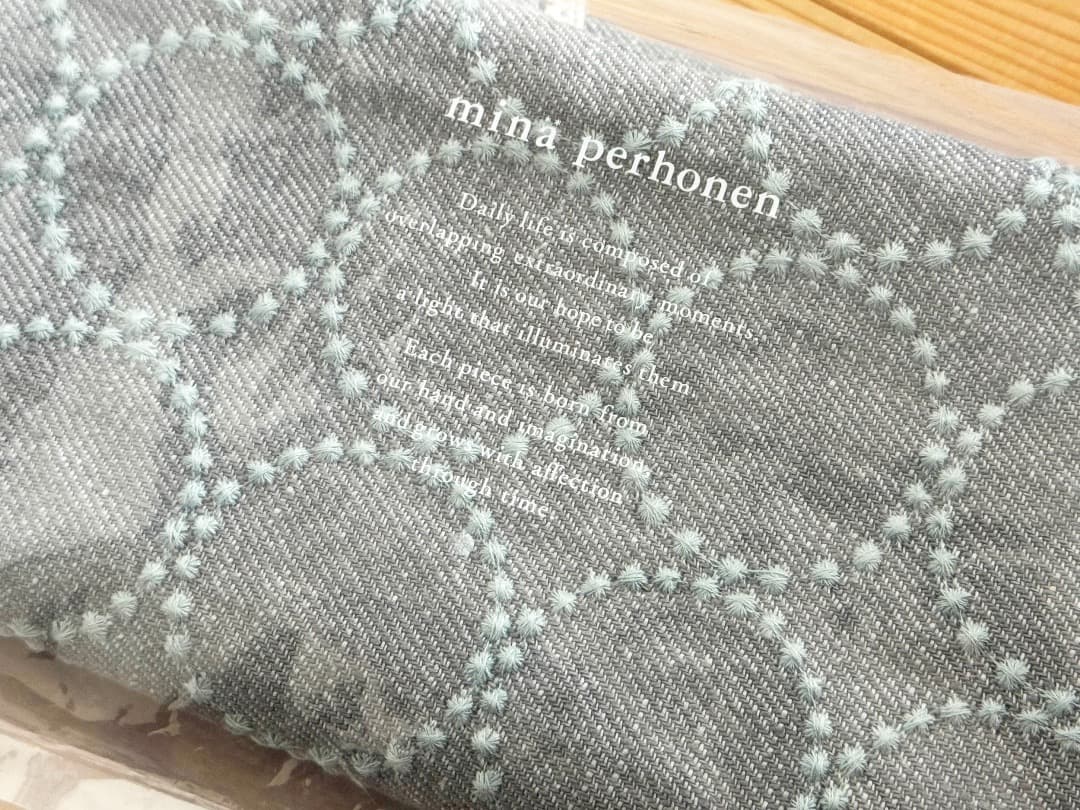 minä perhonen
Daily life is composed of
overlapping extraordinary moments.
It is our hope to be
a light that illuminates them.
Each piece is born from
our hand and imagination,
and grows with affection
through time.